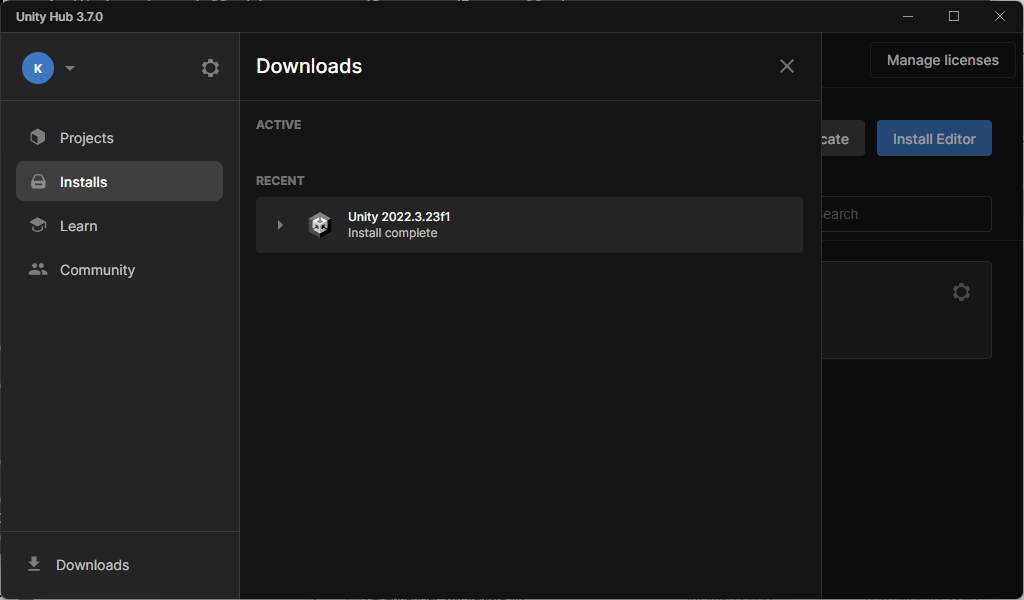 Unity Hub 3.7.0
K
Projects
Installs
Learn
Community
Downloads
Downloads
ACTIVE
RECENT
Unity 2022.3.23f1
Install complete
Manage licenses
cate
Install Editor
earch